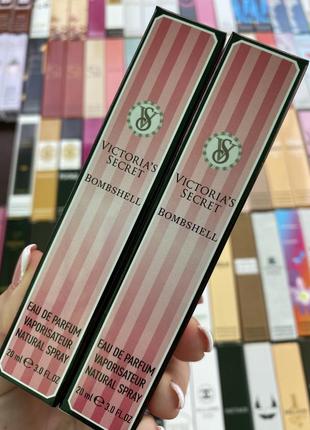 VS
VICTORIA'S
SECRET
BOMBSHELL
EAU DE PARFUM
VAPORISATEUR
NATURAL SPRAY
20 ml ℮ 3.0 FL.OZ
VS
VICTORIA'S
SECRET
BOMBSHELL
EAU DE PARFUM
VAPORISATEUR
NATURAL SPRAY
20 ml ℮ 3.0 FL.OZ